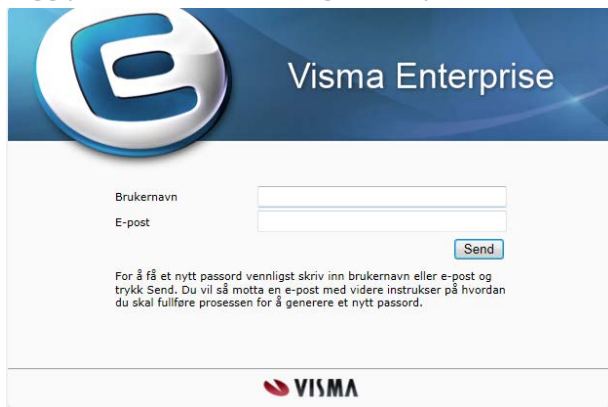 Visma Enterprise
Brukernavn
E-post
Send
For å få et nytt passord vennligst skriv inn brukernavn eller e-post og
trykk Send. Du vil så motta en e-post med videre instrukser på hvordan
du skal fullføre prosessen for å generere et nytt passord.
VISMA